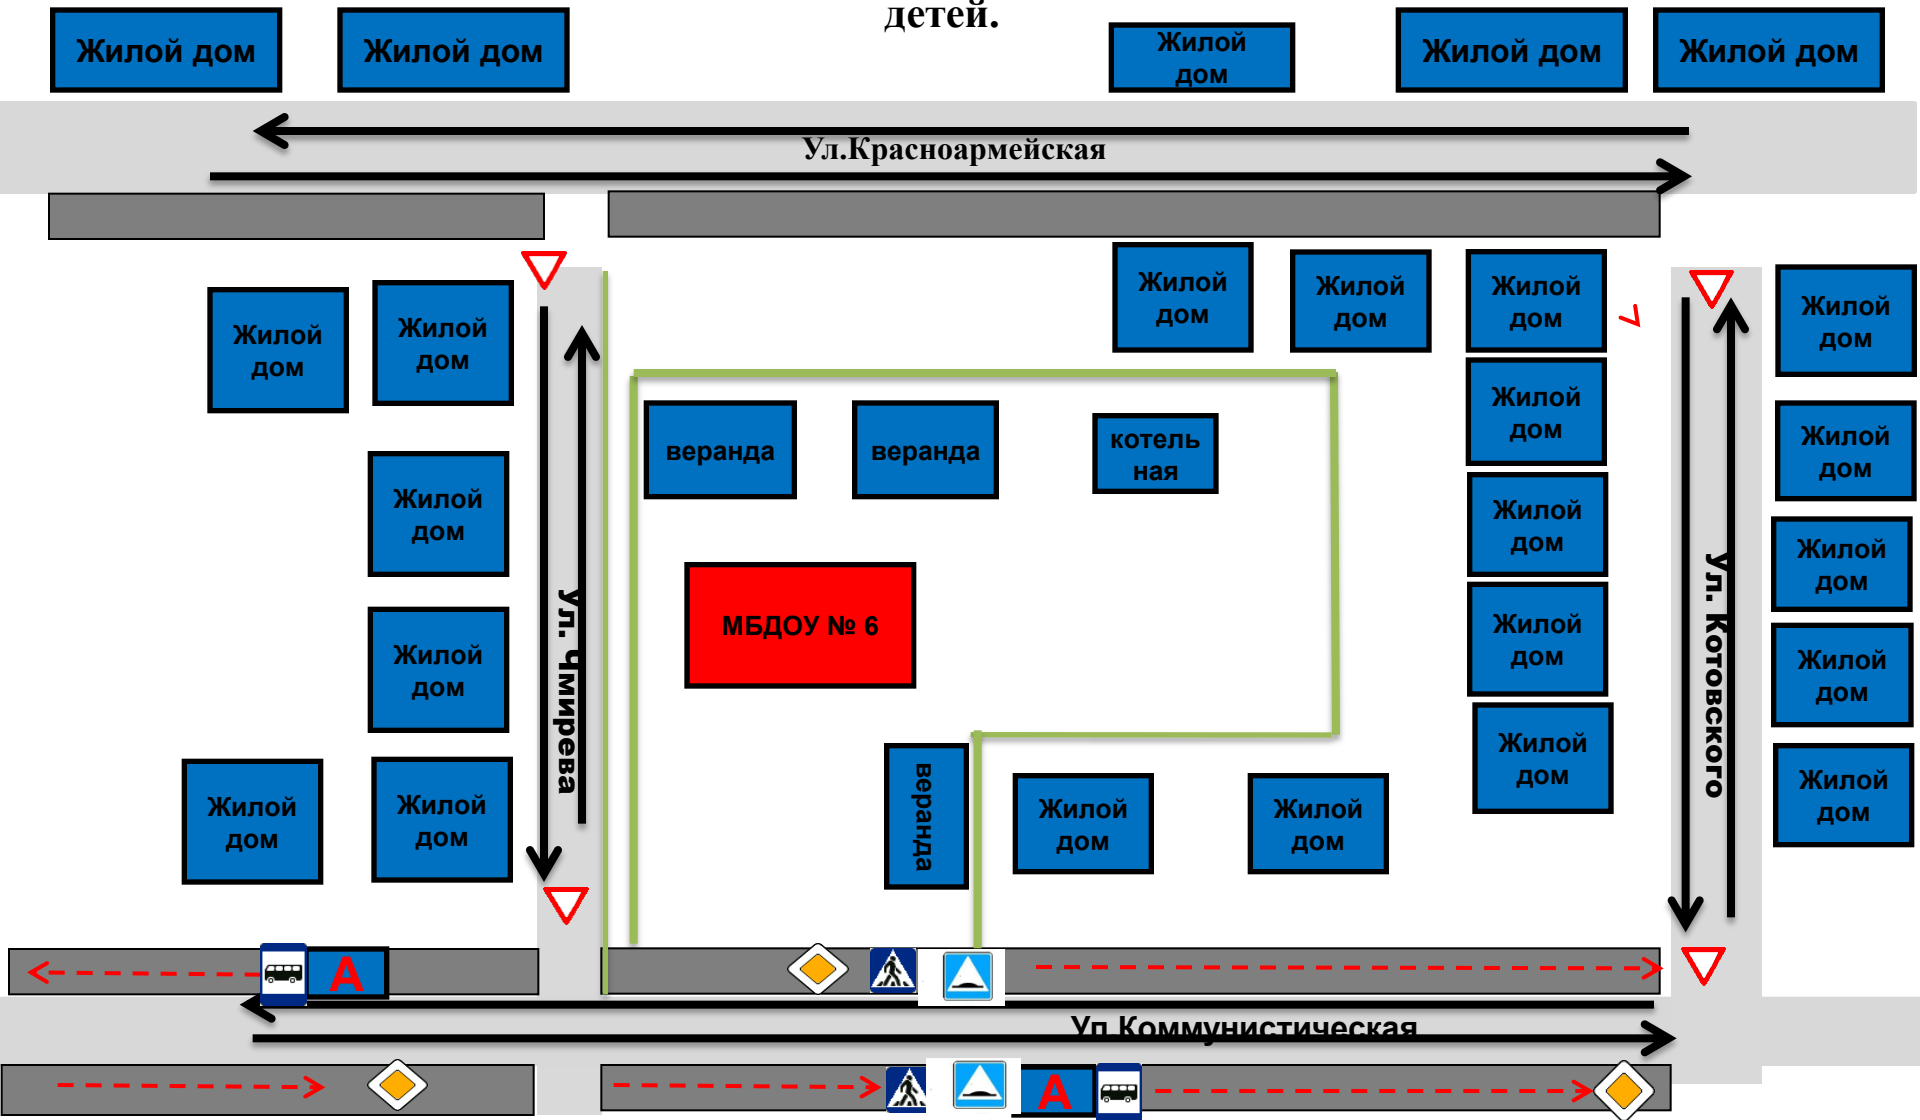 детей.
Жилой дом
Жилой дом
Жилой
дом
Жилой дом
Жилой дом
Ул.Красноармейская
Жилой
дом
Жилой
дом
Жилой
дом
Жилой
дом
Жилой
дом
Жилой
дом
Жилой
дом
веранда
веранда
котель
ная
Жилой
дом
Жилой
дом
Жилой
дом
Жилой
дом
Жилой
дом
МБДОУ № 6
Ул. Чмирева
Ул. Котовского
Жилой
дом
Жилой
дом
Жилой
дом
Жилой
дом
Жилой
дом
Жилой
дом
веранда
Жилой
дом
Жилой
дом
Жилой
дом
Жилой
дом
А
Ул.Коммунистическая
А